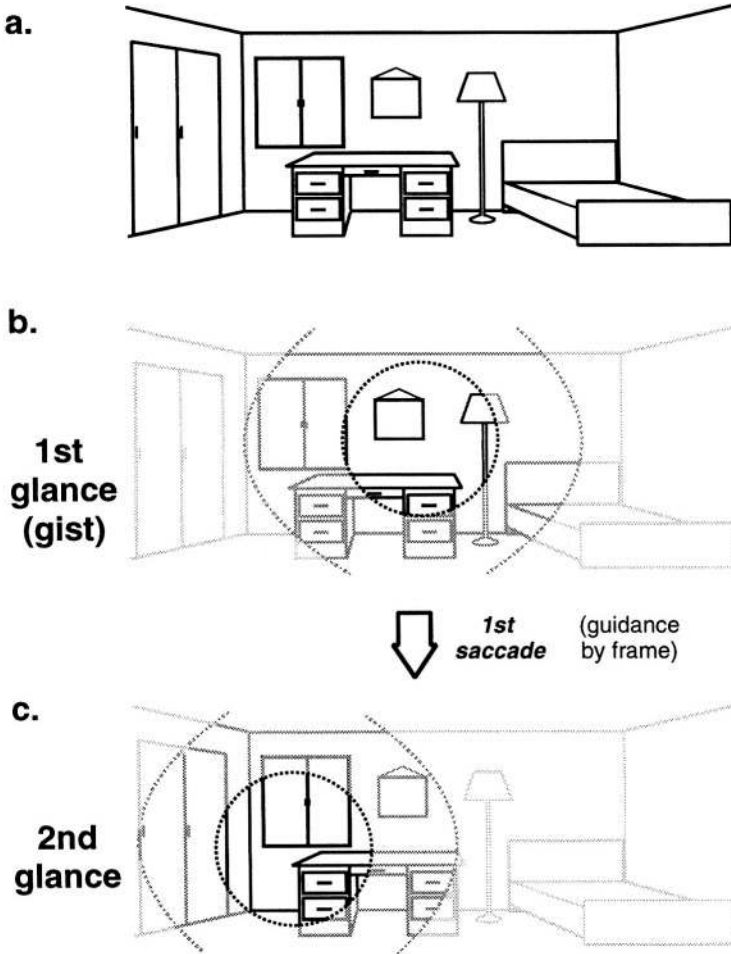 a.
b.
1st
glance
(gist)
1st (guidance
saccade by frame)
c.
2nd
glance